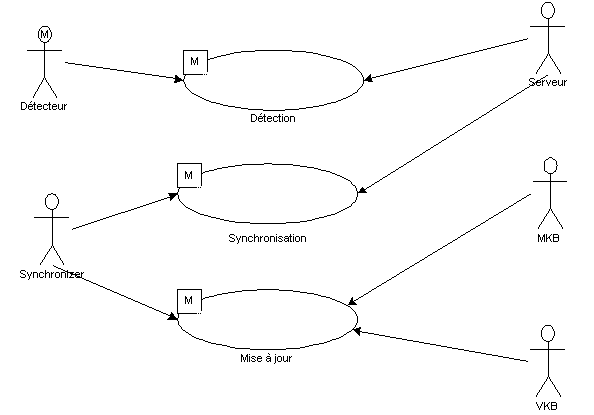 M
M
Détecteur
Serveur
Détection
M
Synchronisation
MKB
Synchronizer
M
Mise à jour
VKB